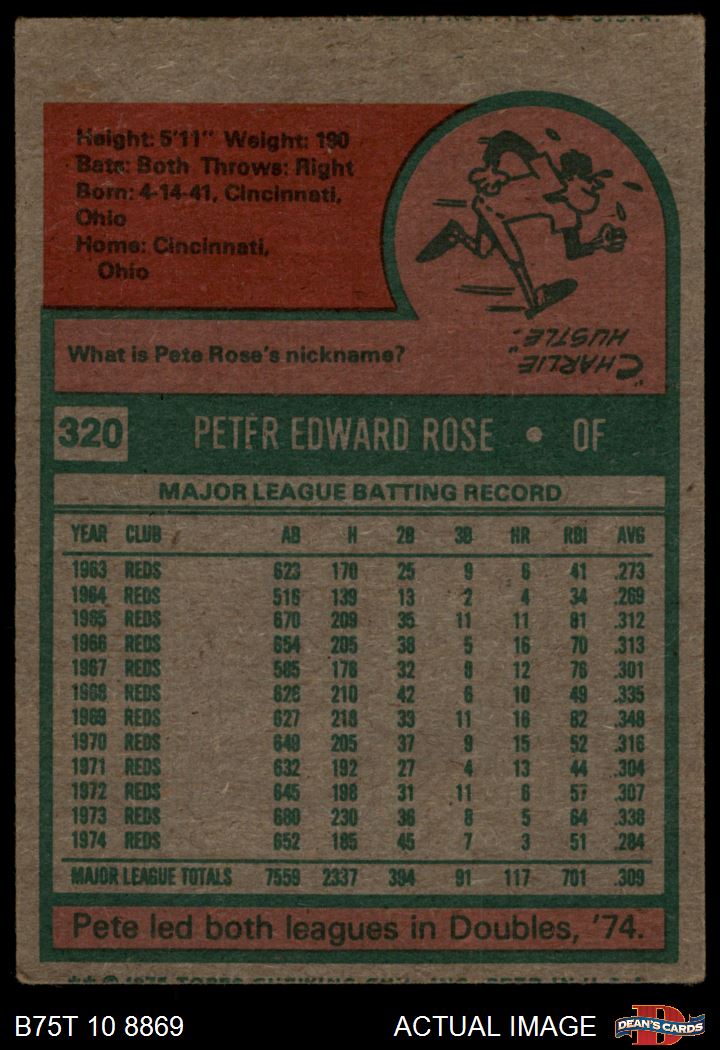 Height: 5'11" Weight: 190
Bats: Both Throws: Right
Born: 4-14-41, Cincinnati,
Ohio
Home: Cincinnati,
Ohio
What is Pete Rose's nickname?
"CHARLIE
HUSTLE".
320 PETER EDWARD ROSE • OF
MAJOR LEAGUE BATTING RECORD
YEAR CLUB AB H 2B 3B HR RBI AVG
1963 REDS 623 170 25 9 6 41 .273
1964 REDS 516 139 13 2 4 34 .269
1965 REDS 670 209 35 11 11 81 .312
1966 REDS 654 205 38 5 16 70 .313
1967 REDS 585 176 32 8 12 76 .301
1968 REDS 626 210 42 6 10 49 .335
1969 REDS 627 218 33 11 16 82 .348
1970 REDS 649 205 37 9 15 52 .316
1971 REDS 632 192 27 4 13 44 .304
1972 REDS 645 198 31 11 6 57 .307
1973 REDS 680 230 36 8 5 64 .338
1974 REDS 652 185 45 7 3 51 .284
MAJOR LEAGUE TOTALS 7559 2337 394 91 117 701 .309
Pete led both leagues in Doubles, '74.
B75T 10 8869 ACTUAL IMAGE DEAN'S CARDS